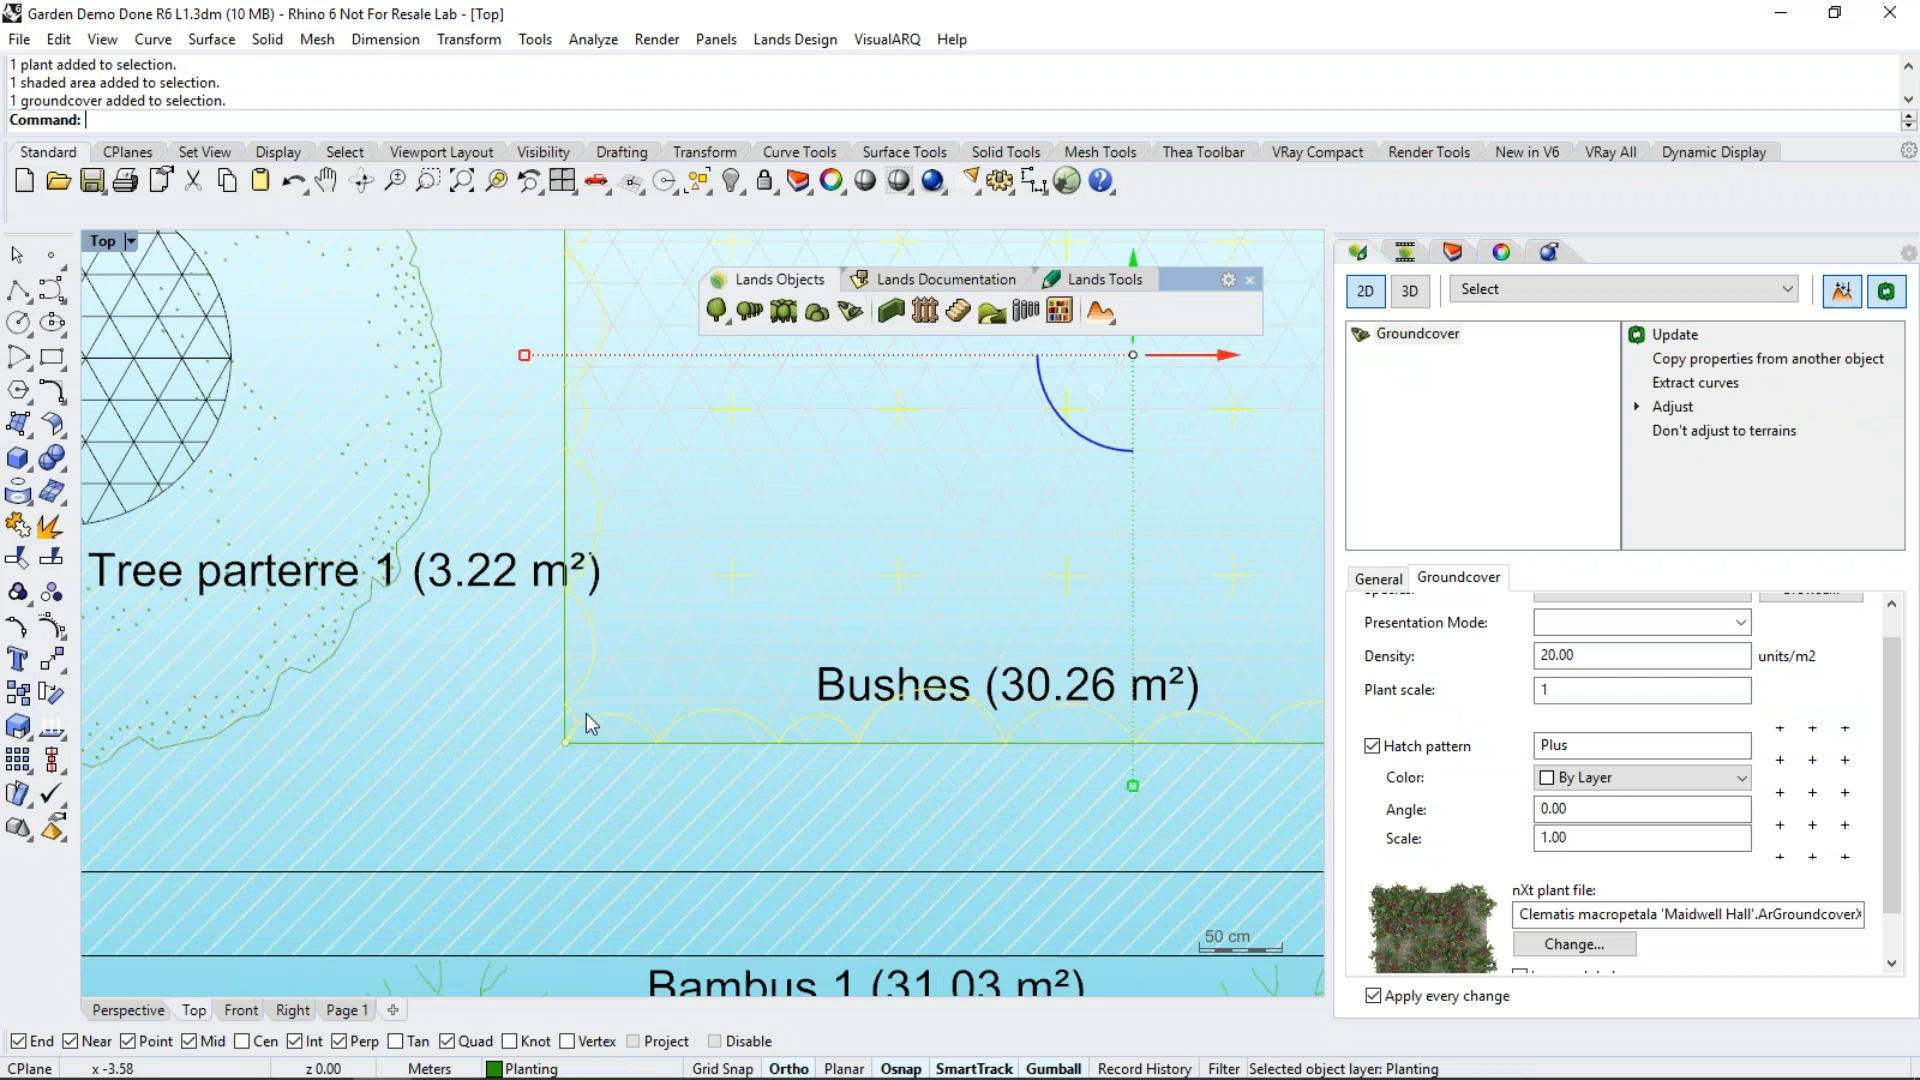 Garden Demo Done R6 L1.3dm (10 MB) - Rhino 6 Not For Resale Lab - [Top]
File Edit View Curve Surface Solid Mesh Dimension Transform Tools Analyze Render Panels Lands Design VisualARQ Help
1 plant added to selection.
1 shaded area added to selection.
1 groundcover added to selection.
Command:
Standard CPlanes Set View Display Select Viewport Layout Visibility Drafting Transform Curve Tools Surface Tools Solid Tools Mesh Tools Thea Toolbar VRay Compact Render Tools New in V6 VRay All Dynamic Display
Top
Lands Objects Lands Documentation Lands Tools
2D 3D Select
Groundcover
Update
Copy properties from another object
Extract curves
Adjust
Don't adjust to terrains
Tree parterre 1 (3.22 m²)
Bushes (30.26 m²)
50 cm
Bambus 1 (31.03 m²)
General Groundcover
Presentation Mode:
Density: 20.00 units/m2
Plant scale: 1
Hatch pattern Plus
Color: By Layer
Angle: 0.00
Scale: 1.00
nXt plant file:
Clematis macropetala 'Maidwell Hall'.ArGroundcover
Change...
Apply every change
Perspective Top Front Right Page 1
End Near Point Mid Cen Int Perp Tan Quad Knot Vertex Project Disable
CPlane x -3.58 z 0.00 Meters Planting Grid Snap Ortho Planar Osnap SmartTrack Gumball Record History Filter Selected object layer: Planting